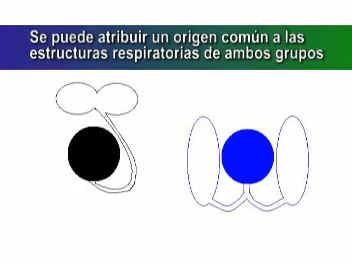 Se puede atribuir un origen común a las
estructuras respiratorias de ambos grupos